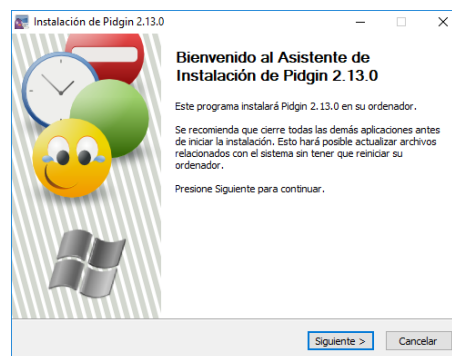 Instalación de Pidgin 2.13.0
Bienvenido al Asistente de
Instalación de Pidgin 2.13.0
Este programa instalará Pidgin 2.13.0 en su ordenador.
Se recomienda que cierre todas las demás aplicaciones antes
de iniciar la instalación. Esto hará posible actualizar archivos
relacionados con el sistema sin tener que reiniciar su
ordenador.
Presione Siguiente para continuar.
Siguiente >
Cancelar